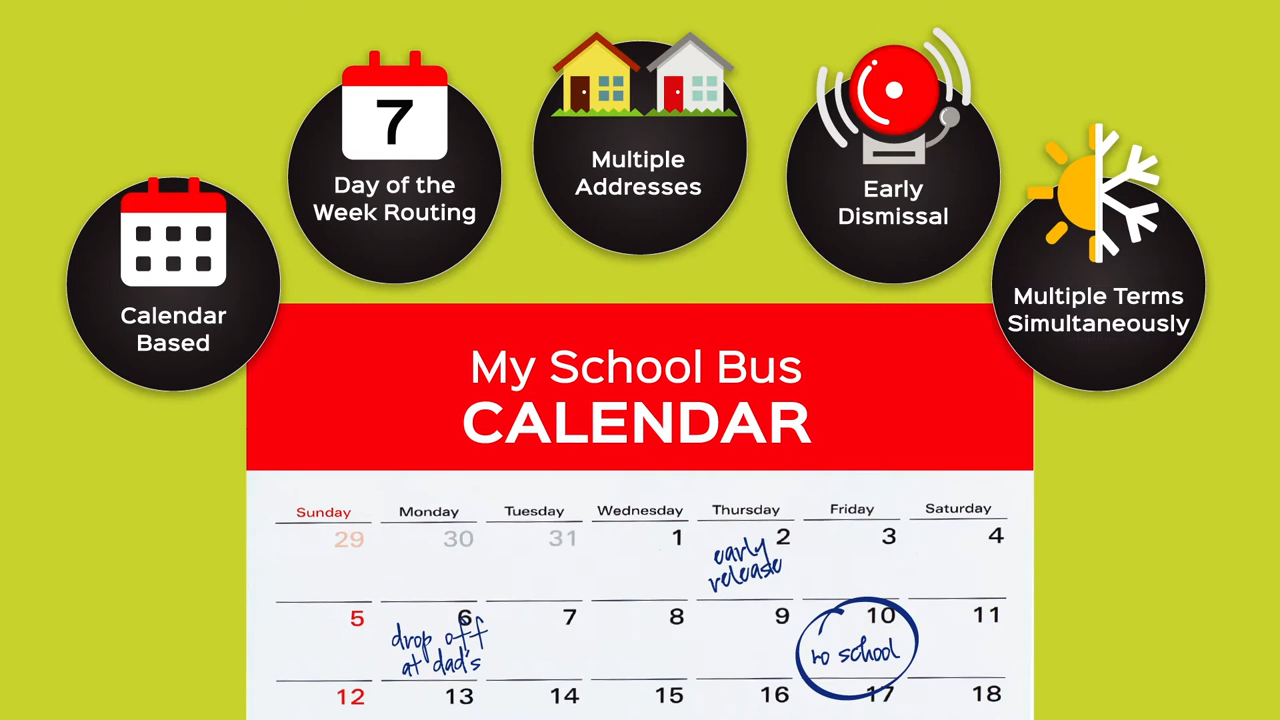 7
Day of the
Week Routing
Multiple
Addresses
Early
Dismissal
Calendar
Based
Multiple Terms
Simultaneously
My School Bus
CALENDAR
Sunday Monday Tuesday Wednesday Thursday Friday Saturday
29 30 31 1 2 3 4
early
release
5 6 7 8 9 10 11
drop off
at dad's
no school
12 13 14 15 16 17 18